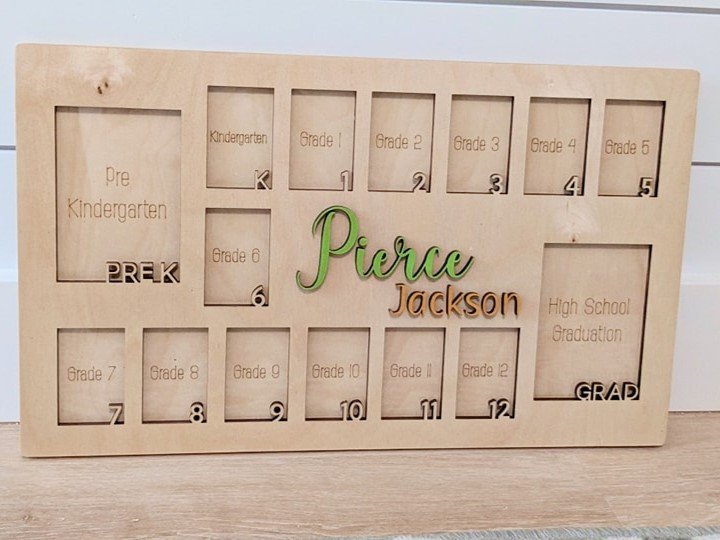 Pre
Kindergarten
PRE K
Kindergarten
K
Grade 1
1
Grade 2
2
Grade 3
3
Grade 4
4
Grade 5
5
Grade 6
6
Pierce
Jackson
High School
Graduation
GRAD
Grade 7
7
Grade 8
8
Grade 9
9
Grade 10
10
Grade 11
11
Grade 12
12